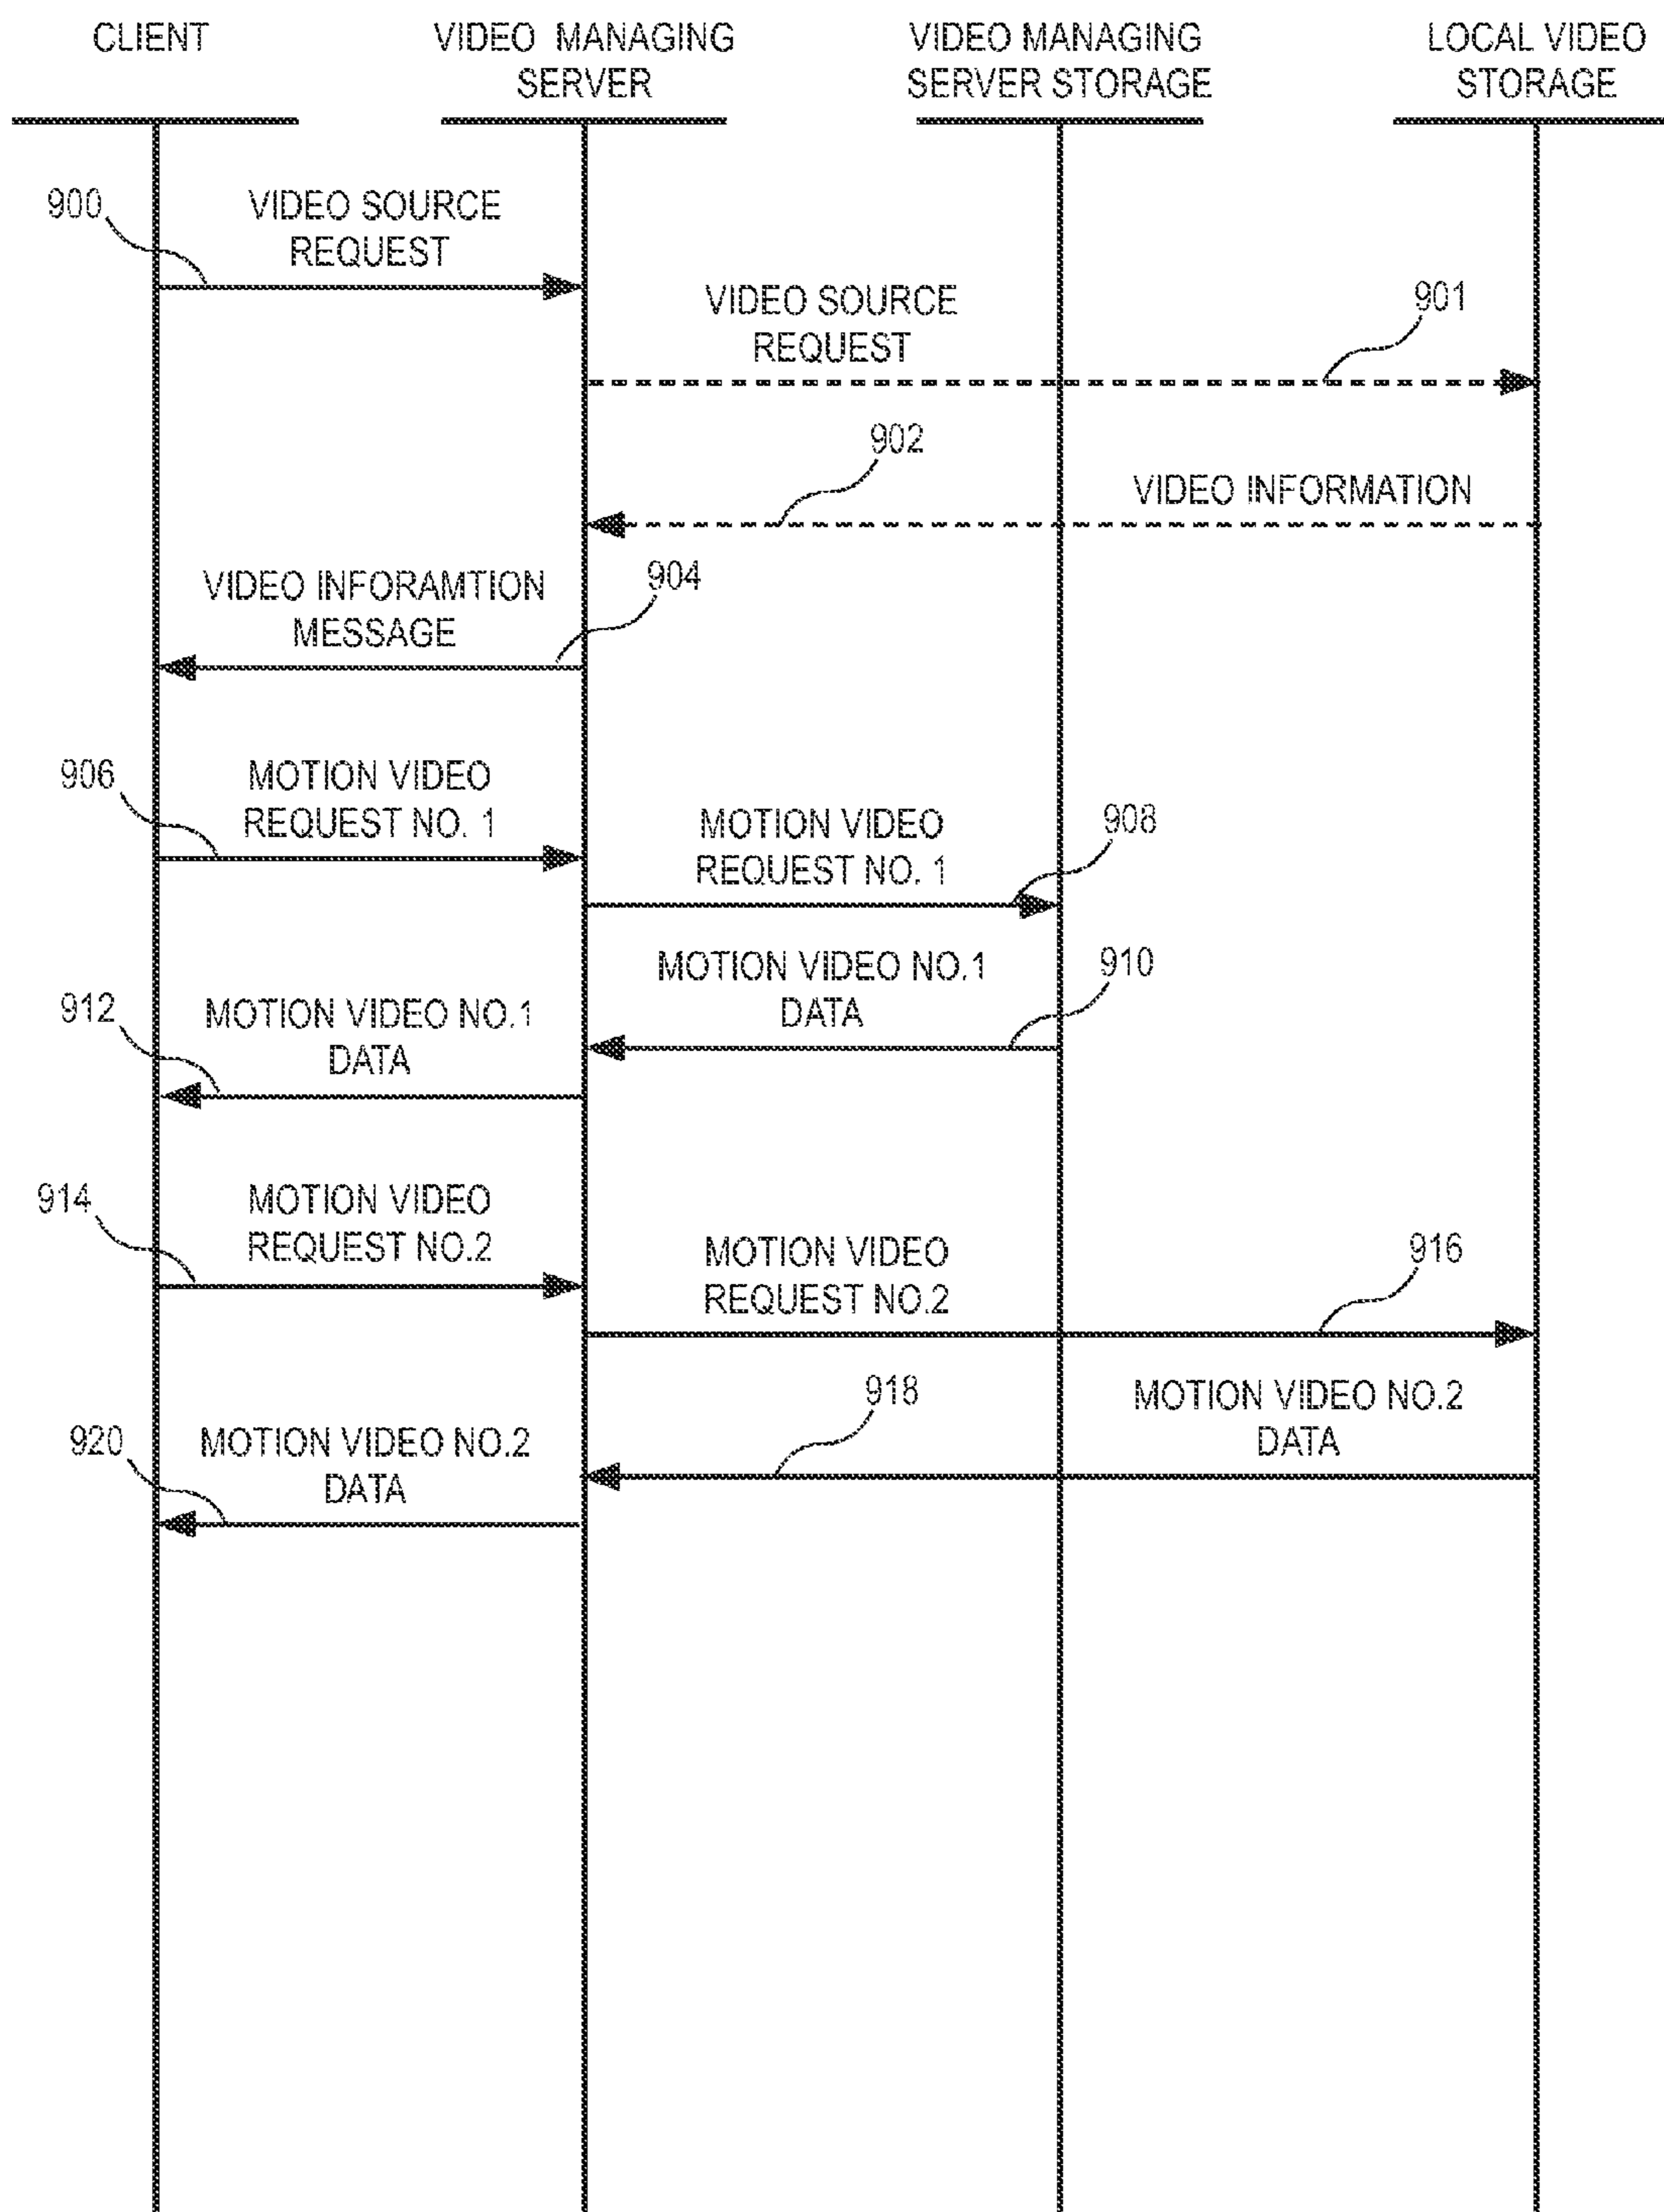 CLIENT
VIDEO MANAGING
SERVER
VIDEO MANAGING
SERVER STORAGE
LOCAL VIDEO
STORAGE
900
VIDEO SOURCE
REQUEST
VIDEO SOURCE
REQUEST
901
902
VIDEO INFORMATION
VIDEO INFORAMTION
MESSAGE
904
906
MOTION VIDEO
REQUEST NO. 1
MOTION VIDEO
REQUEST NO. 1
908
MOTION VIDEO NO.1
DATA
910
912
MOTION VIDEO NO.1
DATA
914
MOTION VIDEO
REQUEST NO.2
MOTION VIDEO
REQUEST NO.2
916
918
MOTION VIDEO NO.2
DATA
920
MOTION VIDEO NO.2
DATA